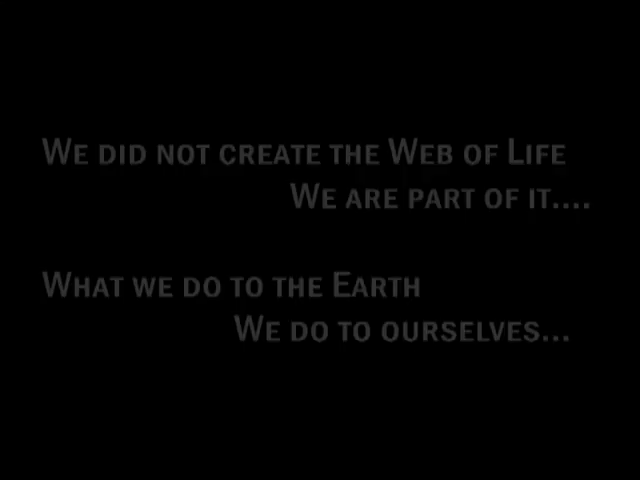 We did not create the Web of Life
We are part of it....
What we do to the Earth
We do to ourselves...